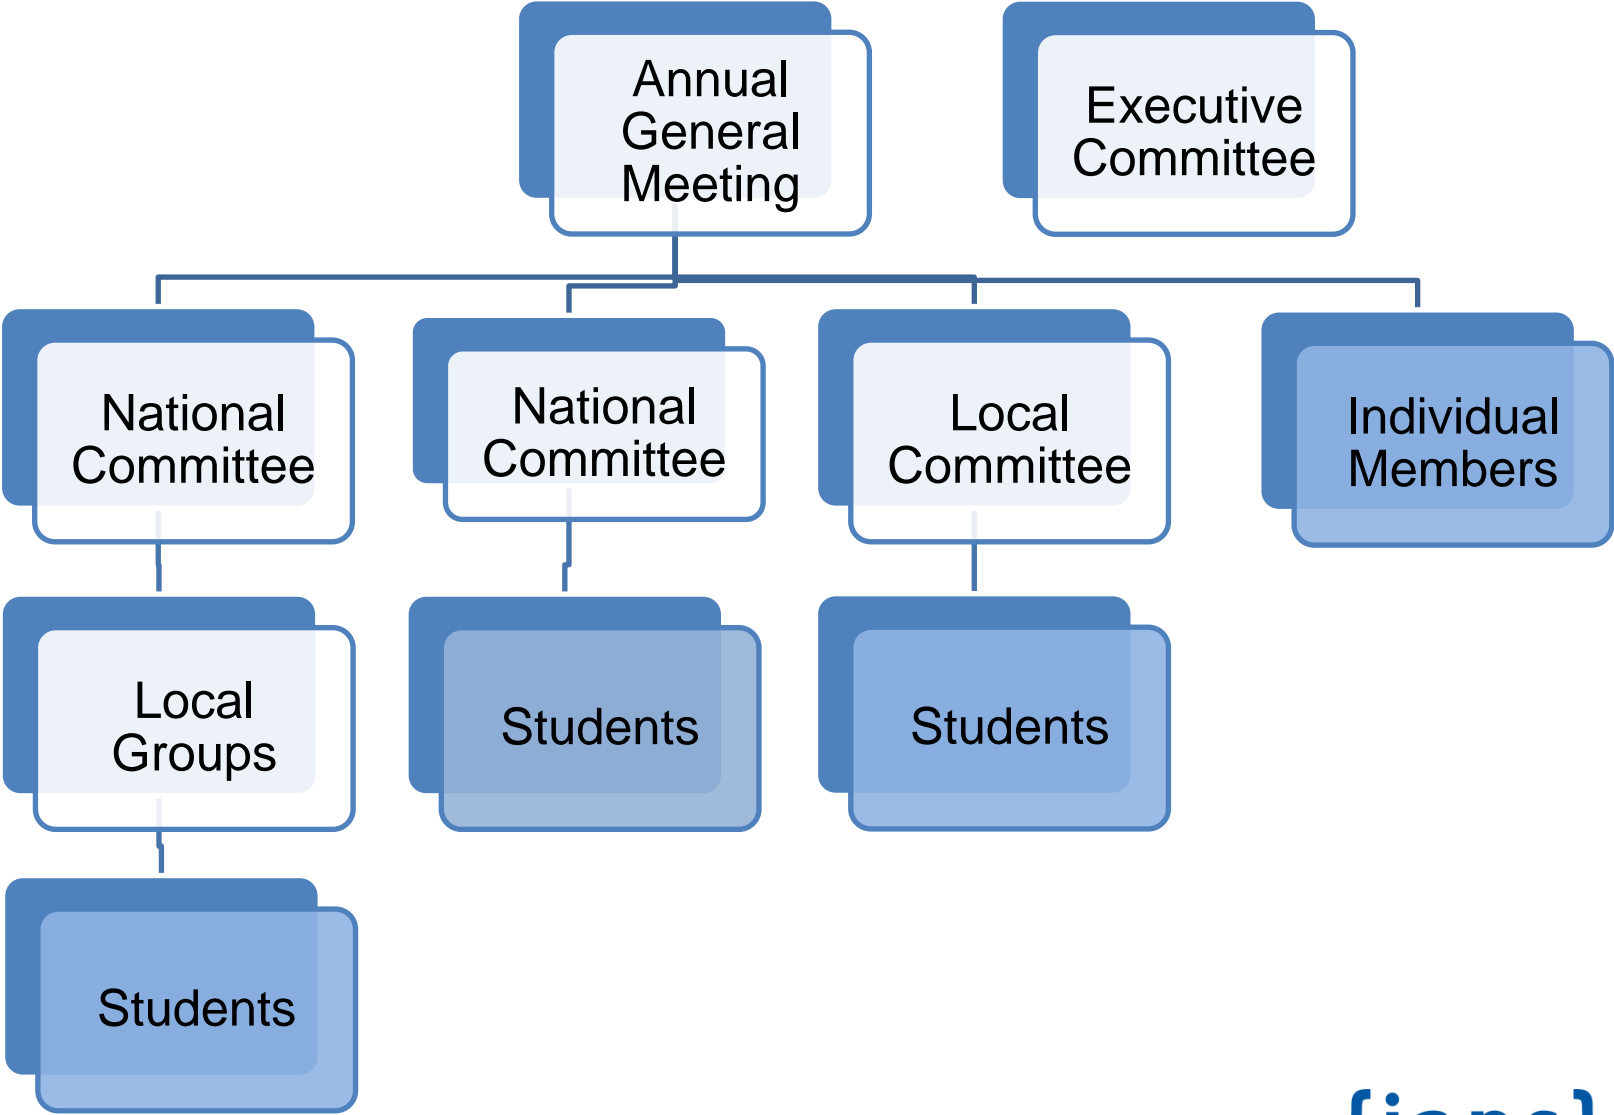 Annual
General
Meeting
Executive
Committee
National
Committee
National
Committee
Local
Committee
Individual
Members
Local
Groups
Students
Students
Students